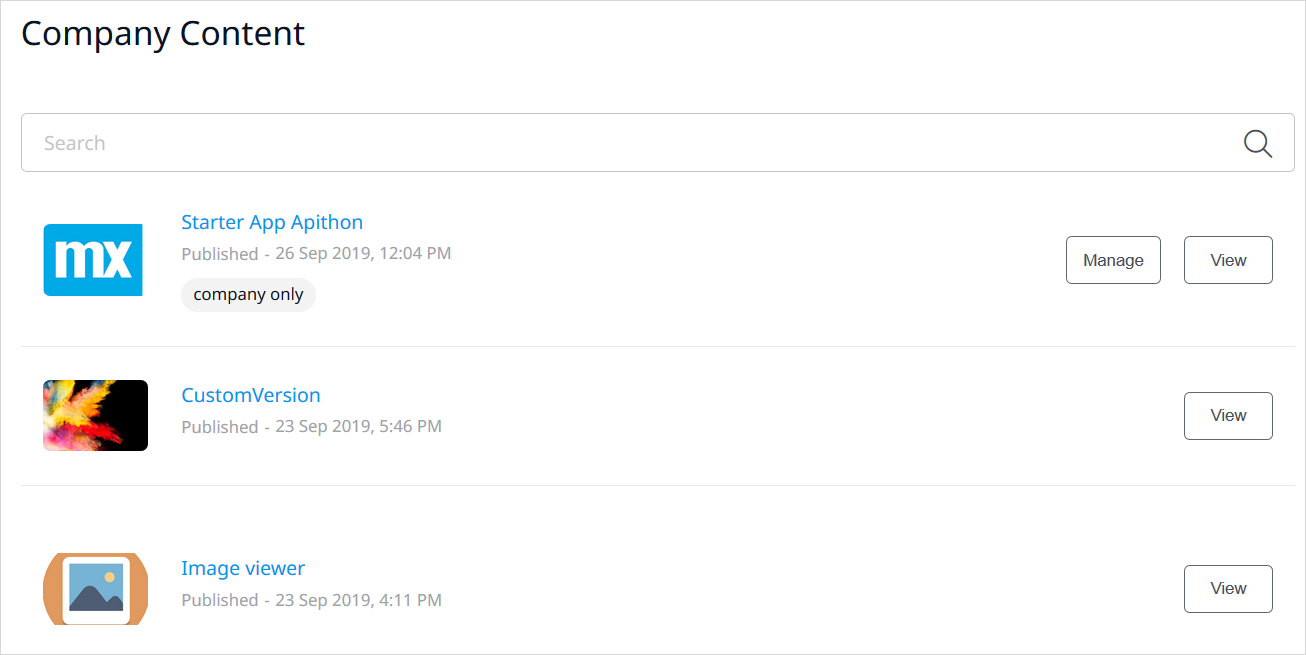 Company Content
Search
mx
Starter App Apithon
Published - 26 Sep 2019, 12:04 PM
company only
Manage
View
CustomVersion
Published - 23 Sep 2019, 5:46 PM
View
Image viewer
Published - 23 Sep 2019, 4:11 PM
View